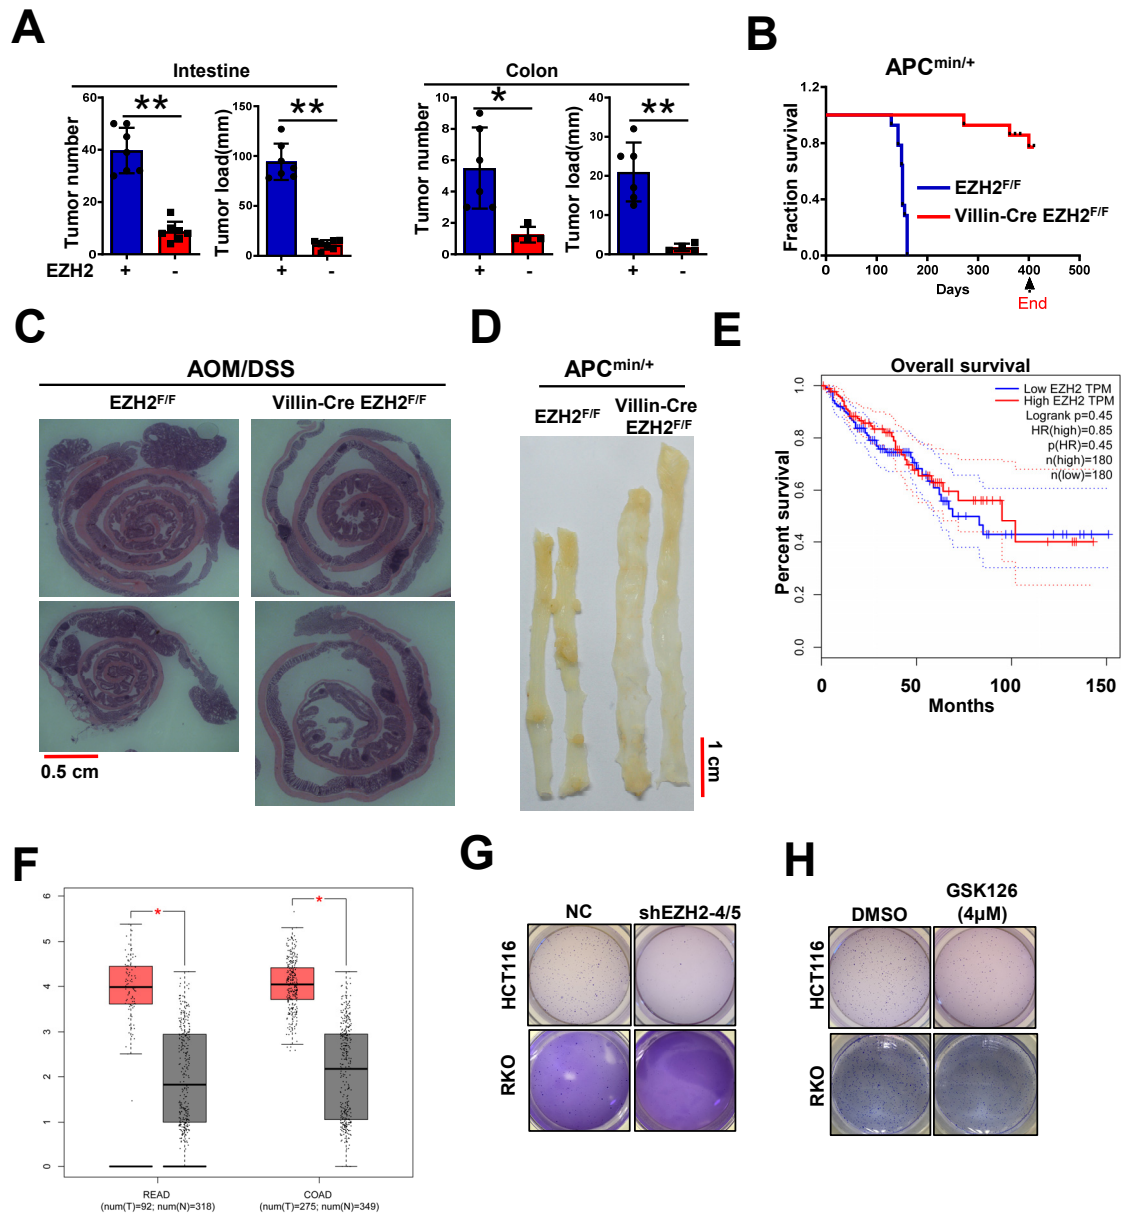 A
Intestine
Colon
Tumor number
60
40
20
0
**
Tumor load(mm)
150
100
50
0
**
Tumor number
10
8
6
4
2
0
*
Tumor load(mm)
40
30
20
10
0
**
EZH2 + - + - + - + -
B
APCmin/+
Fraction survival
1.2
0.8
0.4
0.0
EZH2F/F
Villin-Cre EZH2F/F
0 100 200 300 400 500
Days
End
C
AOM/DSS
EZH2F/F
Villin-Cre EZH2F/F
0.5 cm
D
APCmin/+
EZH2F/F
Villin-Cre
EZH2F/F
1 cm
E
Overall survival
Low EZH2 TPM
High EZH2 TPM
Logrank p=0.45
HR(high)=0.85
p(HR)=0.45
n(high)=180
n(low)=180
Percent survival
1.0
0.8
0.6
0.4
0.2
0.0
0 50 100 150
Months
F
6
5
4
3
2
1
0
*
*
READ
(num(T)=92; num(N)=318)
COAD
(num(T)=275; num(N)=349)
G
NC
shEZH2-4/5
HCT116
RKO
H
DMSO
GSK126
(4μM)
HCT116
RKO